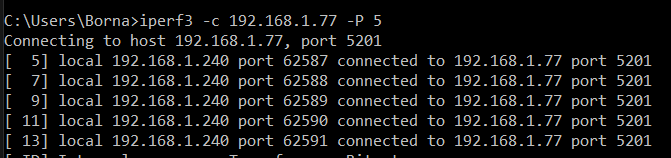 C:\Users\Borna>iperf3 -c 192.168.1.77 -P 5
Connecting to host 192.168.1.77, port 5201
[  5] local 192.168.1.240 port 62587 connected to 192.168.1.77 port 5201
[  7] local 192.168.1.240 port 62588 connected to 192.168.1.77 port 5201
[  9] local 192.168.1.240 port 62589 connected to 192.168.1.77 port 5201
[ 11] local 192.168.1.240 port 62590 connected to 192.168.1.77 port 5201
[ 13] local 192.168.1.240 port 62591 connected to 192.168.1.77 port 5201